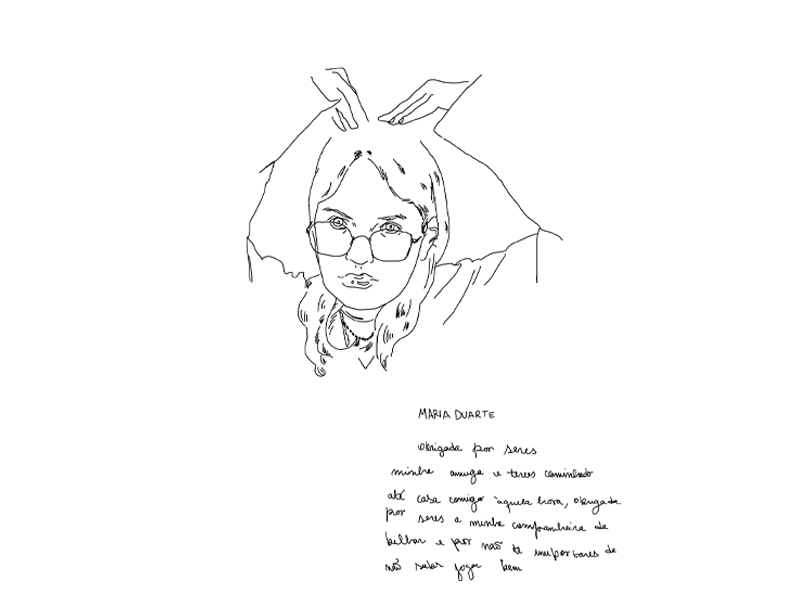 MARIA DUARTE
Obrigada por seres
minha amiga e teres caminhado
até casa comigo àquela hora, obrigada
por seres a minha companheira de
bilhar e por não te importares de
não saber jogar bem